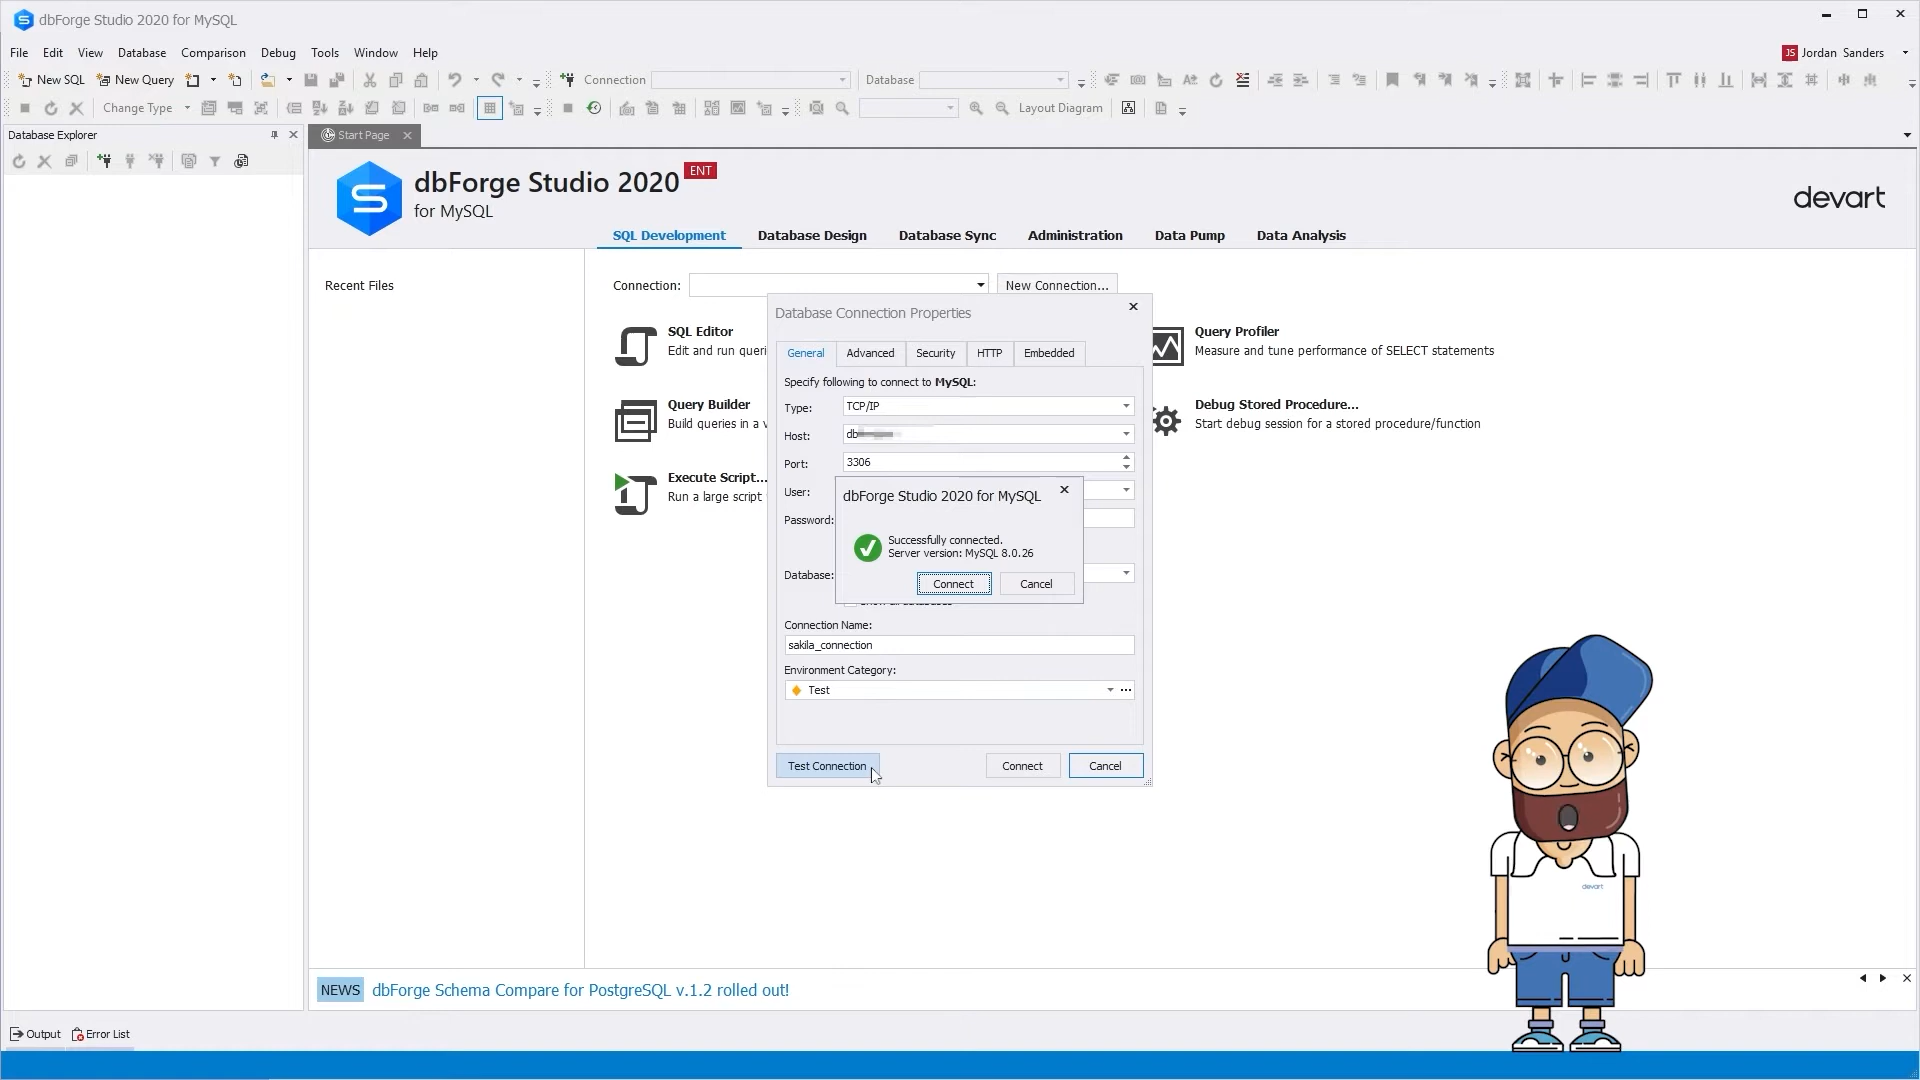 dbForge Studio 2020 for MySQL
File Edit View Database Comparison Debug Tools Window Help
JS Jordan Sanders
New SQL New Query Connection Database
Change Type Layout Diagram
Database Explorer
Start Page
dbForge Studio 2020 ENT
for MySQL
devart
SQL Development Database Design Database Sync Administration Data Pump Data Analysis
Recent Files
Connection: New Connection...
SQL Editor
Edit and run queri
Query Builder
Build queries in a v
Execute Script...
Run a large script
Query Profiler
Measure and tune performance of SELECT statements
Debug Stored Procedure...
Start debug session for a stored procedure/function
Database Connection Properties
General Advanced Security HTTP Embedded
Specify following to connect to MySQL:
Type: TCP/IP
Host: db
Port: 3306
User:
Password:
Database:
dbForge Studio 2020 for MySQL
Successfully connected.
Server version: MySQL 8.0.26
Connect Cancel
Connection Name:
sakila_connection
Environment Category:
Test
Test Connection Connect Cancel
devart
NEWS dbForge Schema Compare for PostgreSQL v.1.2 rolled out!
Output Error List